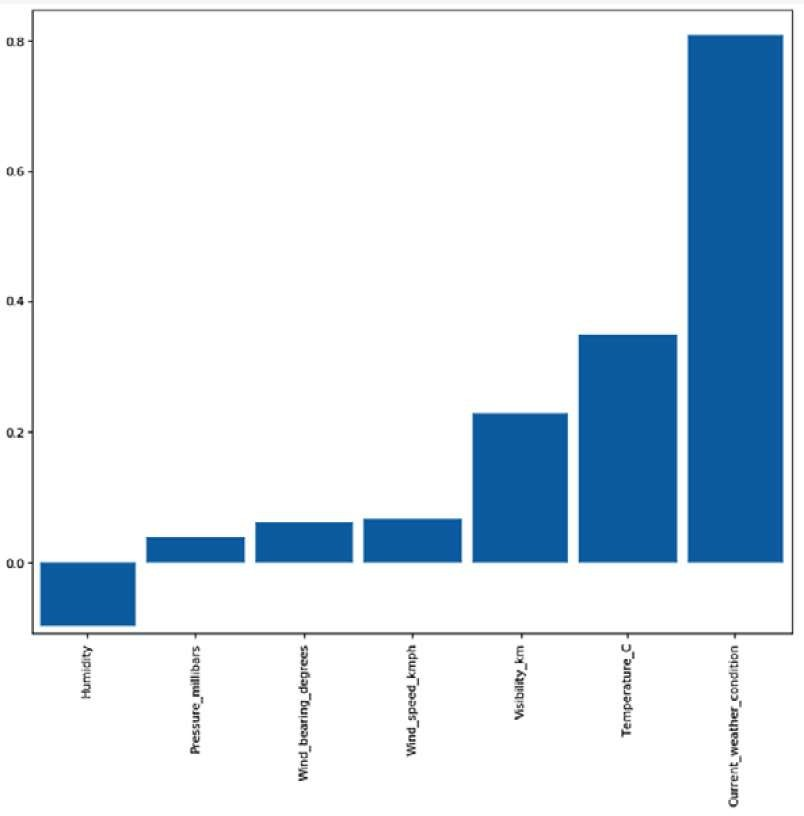 0.8
0.6
0.4
0.2
0.0
Humidity
Pressure_millibars
Wind_bearing_degrees
Wind_speed_kmph
Visibility_km
Temperature_C
Current_weather_condition